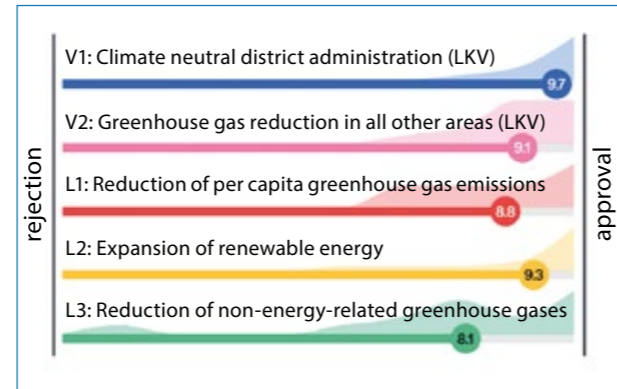 V1: Climate neutral district administration (LKV)
9.7
V2: Greenhouse gas reduction in all other areas (LKV)
9.1
L1: Reduction of per capita greenhouse gas emissions
8.8
L2: Expansion of renewable energy
9.3
L3: Reduction of non-energy-related greenhouse gases
8.1
rejection
approval